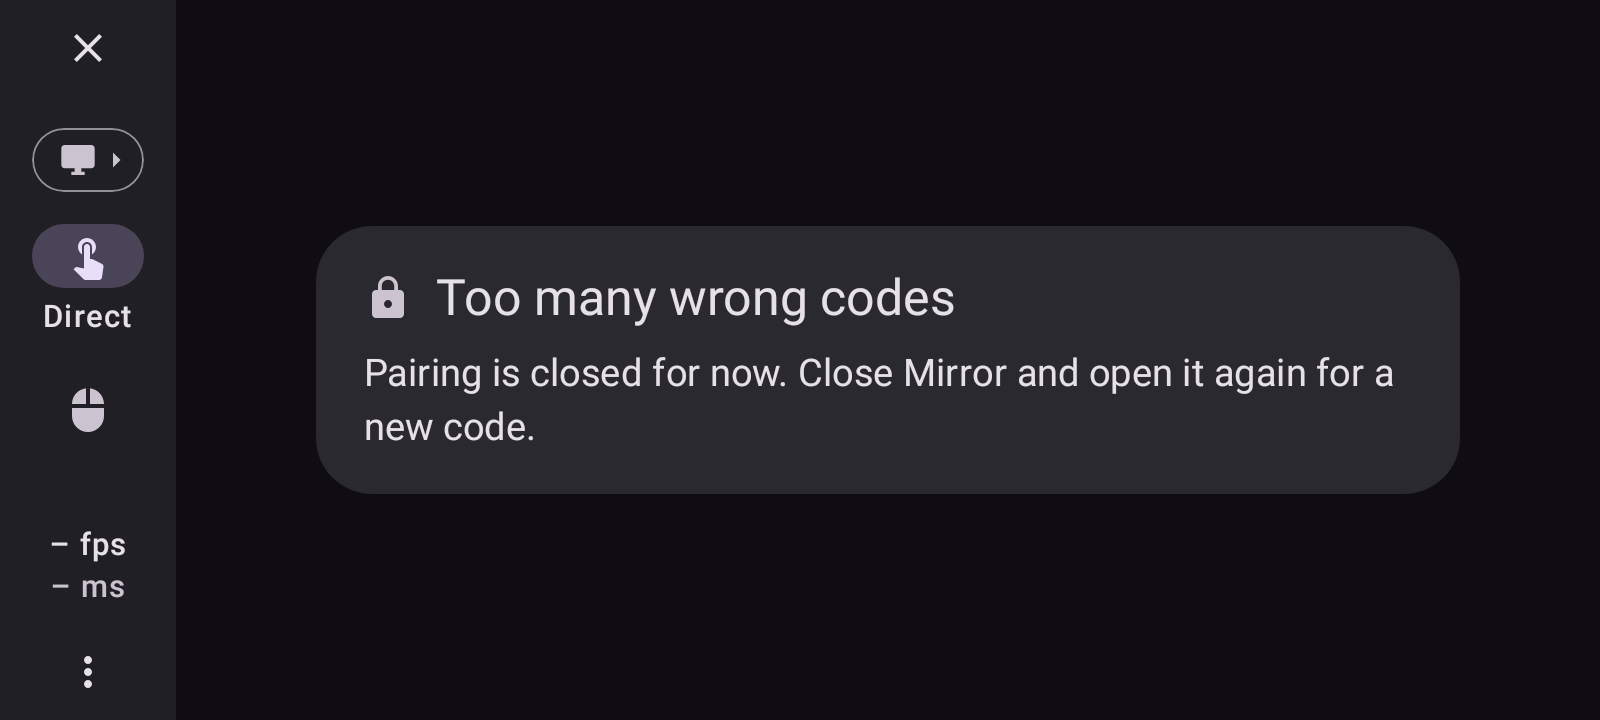 Too many wrong codes
Pairing is closed for now. Close Mirror and open it again for a
new code.
Direct
– fps
– ms